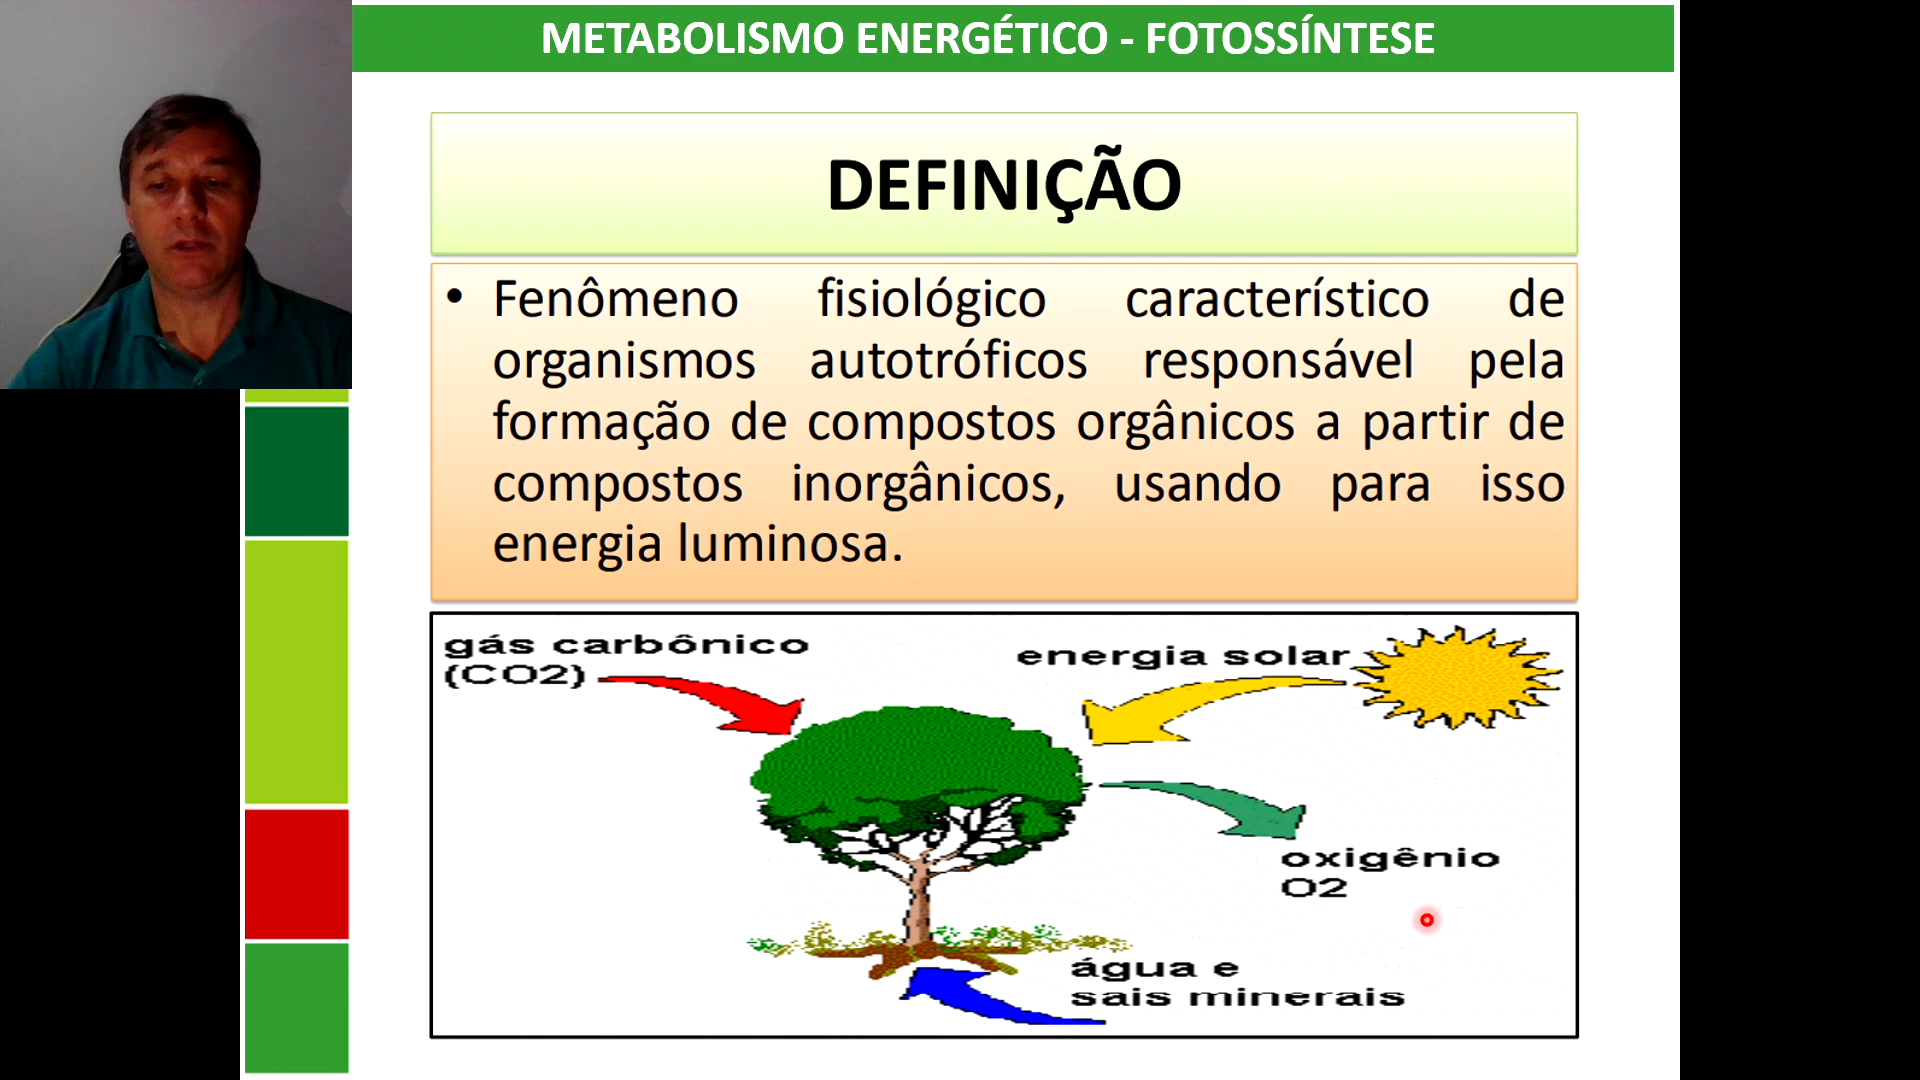 METABOLISMO ENERGÉTICO - FOTOSSÍNTESE
DEFINIÇÃO
• Fenômeno fisiológico característico de
organismos autotróficos responsável pela
formação de compostos orgânicos a partir de
compostos inorgânicos, usando para isso
energia luminosa.
gás carbônico
(CO2)
energia solar
oxigênio
O2
água e
sais minerais